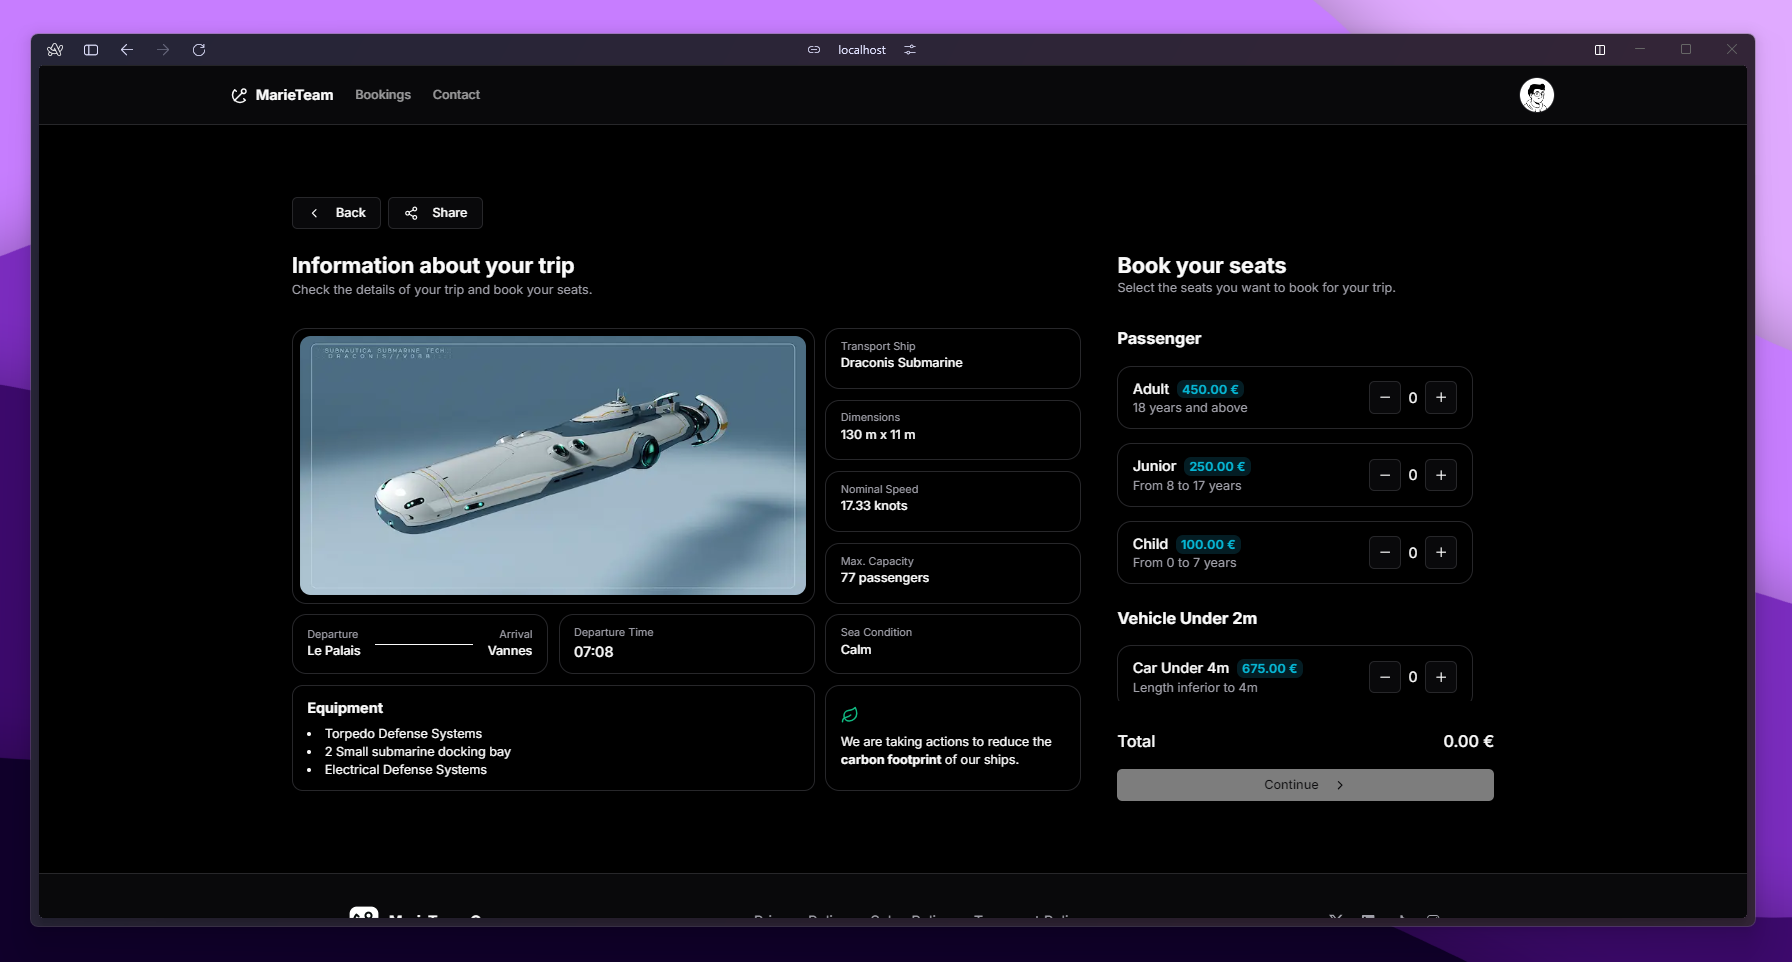 localhost
MarieTeam Bookings Contact
Back Share
Information about your trip
Check the details of your trip and book your seats.
SUBNAUTICA SUBMARINE TECH
Transport Ship
Draconis Submarine
Dimensions
130 m x 11 m
Nominal Speed
17.33 knots
Max. Capacity
77 passengers
Departure
Le Palais
Arrival
Vannes
Departure Time
07:08
Sea Condition
Calm
Equipment
• Torpedo Defense Systems
• 2 Small submarine docking bay
• Electrical Defense Systems
We are taking actions to reduce the
carbon footprint of our ships.
Book your seats
Select the seats you want to book for your trip.
Passenger
Adult 450.00 €
18 years and above
− 0 +
Junior 250.00 €
From 8 to 17 years
− 0 +
Child 100.00 €
From 0 to 7 years
− 0 +
Vehicle Under 2m
Car Under 4m 675.00 €
Length inferior to 4m
− 0 +
Total 0.00 €
Continue